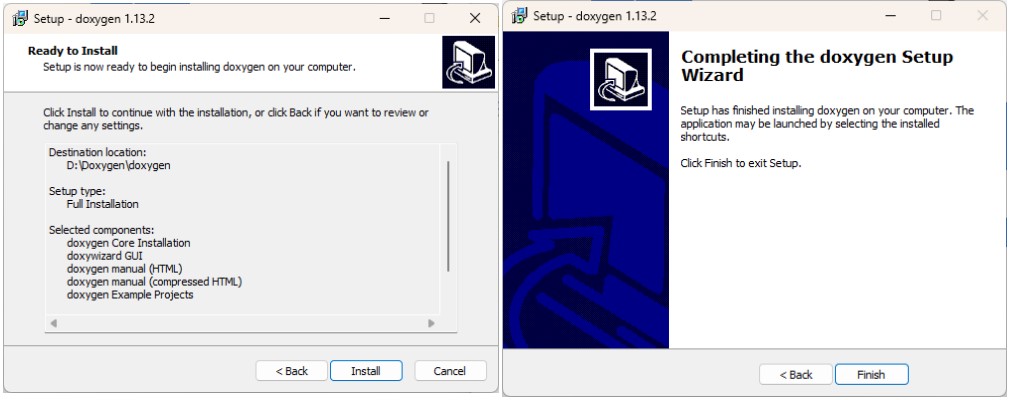 Setup - doxygen 1.13.2
Ready to Install
Setup is now ready to begin installing doxygen on your computer.
Click Install to continue with the installation, or click Back if you want to review or
change any settings.
Destination location:
D:\Doxygen\doxygen
Setup type:
Full Installation
Selected components:
doxygen Core Installation
doxywizard GUI
doxygen manual (HTML)
doxygen manual (compressed HTML)
doxygen Example Projects
< Back
Install
Cancel
Setup - doxygen 1.13.2
Completing the doxygen Setup
Wizard
Setup has finished installing doxygen on your computer. The
application may be launched by selecting the installed
shortcuts.
Click Finish to exit Setup.
< Back
Finish